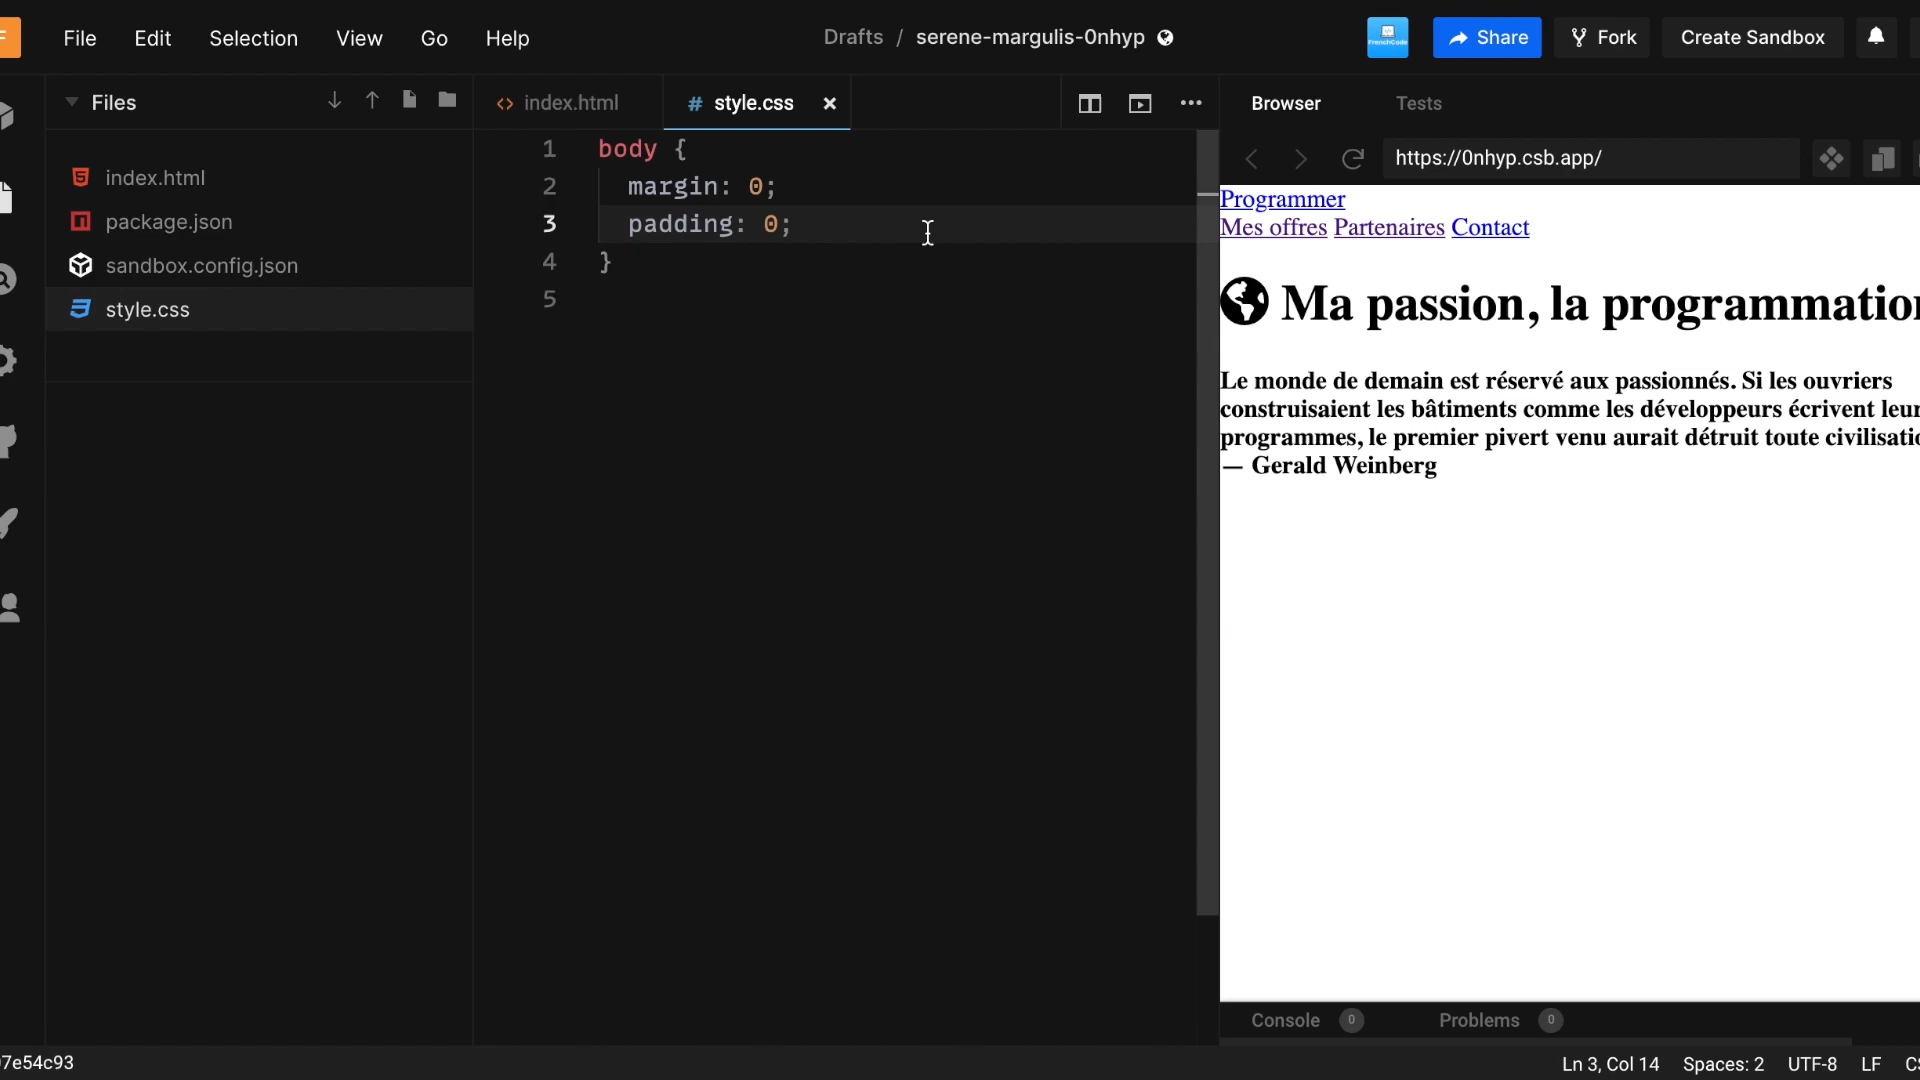 File Edit Selection View Go Help
Drafts / serene-margulis-0nhyp
Share
Fork
Create Sandbox
Files
index.html
package.json
sandbox.config.json
style.css
<> index.html
# style.css ×
1 body {
2 margin: 0;
3 padding: 0;
4 }
5
Browser Tests
https://0nhyp.csb.app/
Programmer
Mes offres Partenaires Contact
Ma passion, la programmation
Le monde de demain est réservé aux passionnés. Si les ouvriers
construisaient les bâtiments comme les développeurs écrivent leur
programmes, le premier pivert venu aurait détruit toute civilisatio
— Gerald Weinberg
Console 0 Problems 0
7e54c93
Ln 3, Col 14 Spaces: 2 UTF-8 LF